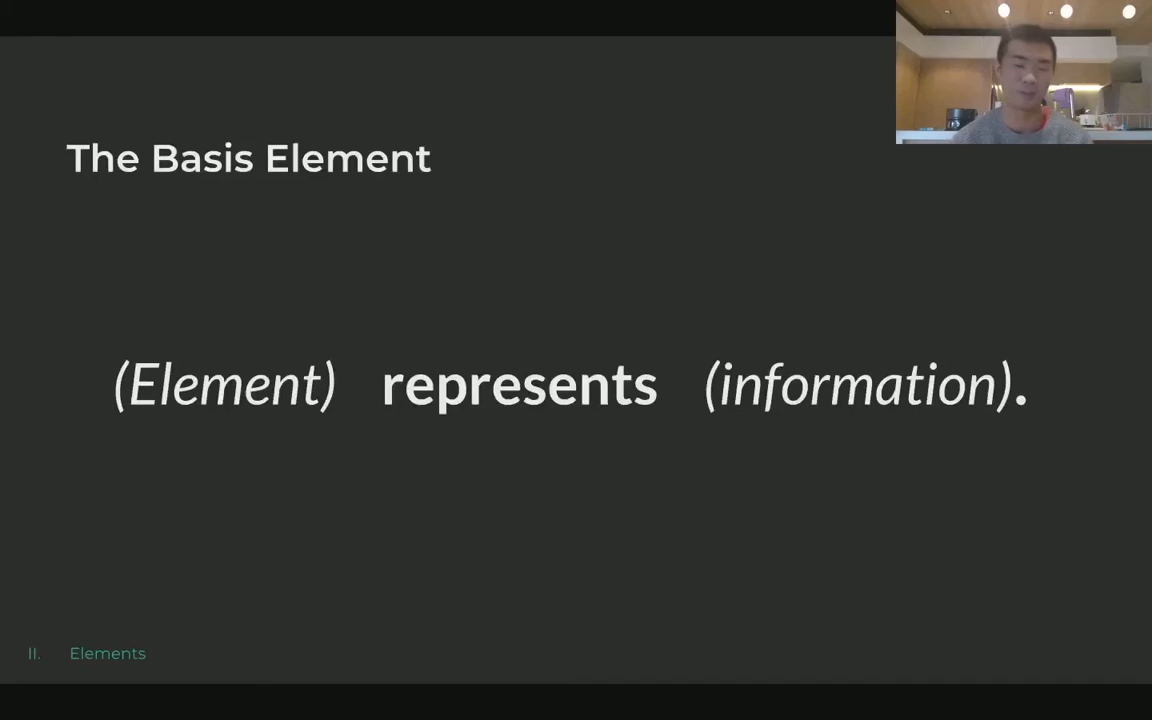 The Basis Element
(Element) represents (information).
II. Elements